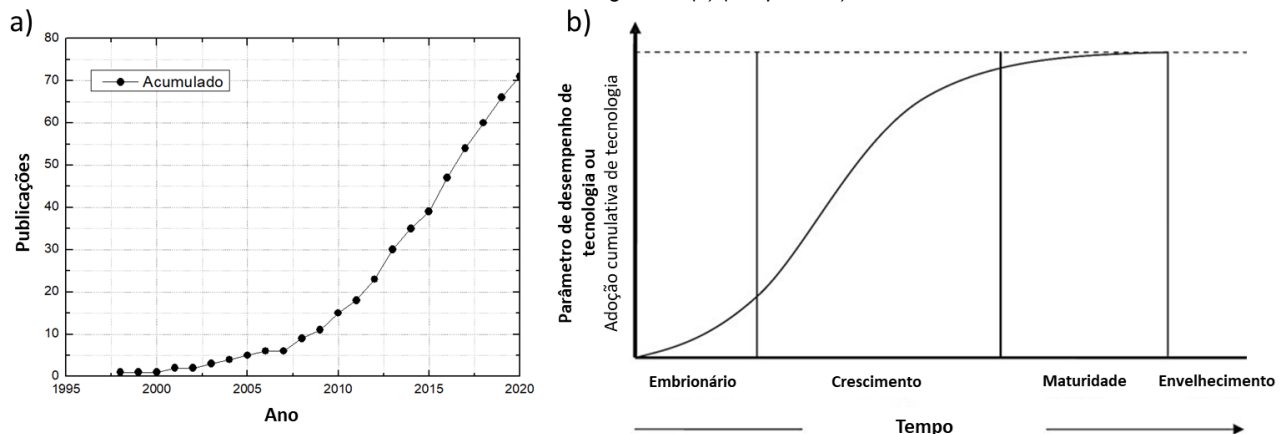 a)
80
70
60
50
40
30
20
10
0
Publicações
Acumulado
1995
2000
2005
2010
2015
2020
Ano
b)
Parâmetro de desempenho de
tecnologia ou
Adoção cumulativa de tecnologia
Embrionário
Crescimento
Maturidade
Envelhecimento
Tempo